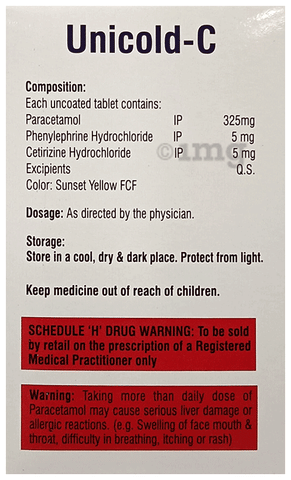 Unicold-C
Composition:
Each uncoated tablet contains:
Paracetamol IP 325mg
Phenylephrine Hydrochloride IP 5 mg
Cetirizine Hydrochloride IP 5 mg
Excipients Q.S.
Color: Sunset Yellow FCF
1mg
Dosage: As directed by the physician.
Storage:
Store in a cool, dry & dark place. Protect from light.
Keep medicine out of reach of children.
SCHEDULE 'H' DRUG WARNING: To be sold
by retail on the prescription of a Registered
Medical Practitioner only
Warning: Taking more than daily dose of
Paracetamol may cause serious liver damage or
allergic reactions. (e.g. Swelling of face mouth &
throat, difficulty in breathing, itching or rash)